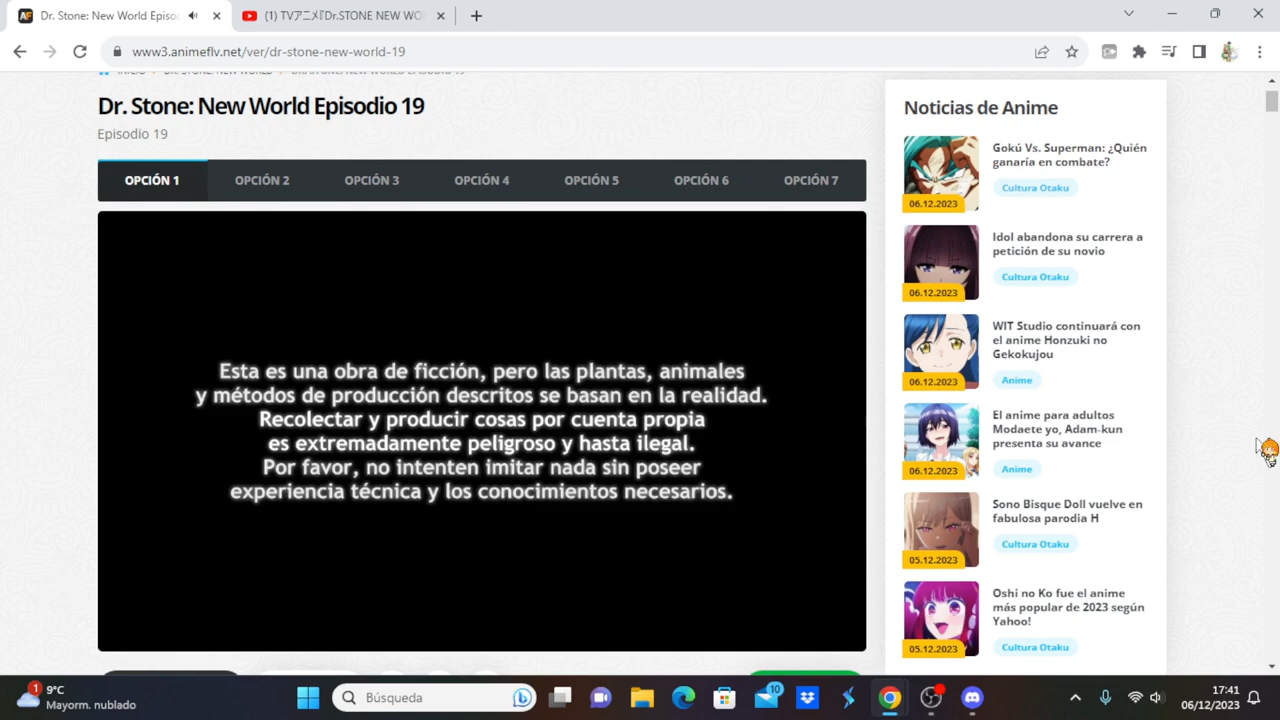 Dr. Stone: New World Episod
(1) TVアニメ『Dr.STONE NEW WO
www3.animeflv.net/ver/dr-stone-new-world-19
Dr. Stone: New World Episodio 19
Episodio 19
OPCIÓN 1
OPCIÓN 2
OPCIÓN 3
OPCIÓN 4
OPCIÓN 5
OPCIÓN 6
OPCIÓN 7
Esta es una obra de ficción, pero las plantas, animales
y métodos de producción descritos se basan en la realidad.
Recolectar y producir cosas por cuenta propia
es extremadamente peligroso y hasta ilegal.
Por favor, no intenten imitar nada sin poseer
experiencia técnica y los conocimientos necesarios.
Noticias de Anime
Gokú Vs. Superman: ¿Quién
ganaría en combate?
Cultura Otaku
06.12.2023
Idol abandona su carrera a
petición de su novio
Cultura Otaku
06.12.2023
WIT Studio continuará con
el anime Honzuki no
Gekokujou
Anime
06.12.2023
El anime para adultos
Modaete yo, Adam-kun
presenta su avance
Anime
06.12.2023
Sono Bisque Doll vuelve en
fabulosa parodia H
Cultura Otaku
05.12.2023
Oshi no Ko fue el anime
más popular de 2023 según
Yahoo!
Cultura Otaku
05.12.2023
1
9°C
Mayorm. nublado
Búsqueda
10
17:41
06/12/2023